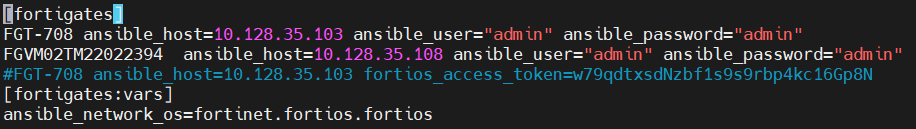 [fortigates]
FGT-708 ansible_host=10.128.35.103 ansible_user="admin" ansible_password="admin"
FGVM02TM22022394  ansible_host=10.128.35.108 ansible_user="admin" ansible_password="admin"
#FGT-708 ansible_host=10.128.35.103 fortios_access_token=w79qdtxsdNzbf1s9s9rbp4kc16Gp8N
[fortigates:vars]
ansible_network_os=fortinet.fortios.fortios